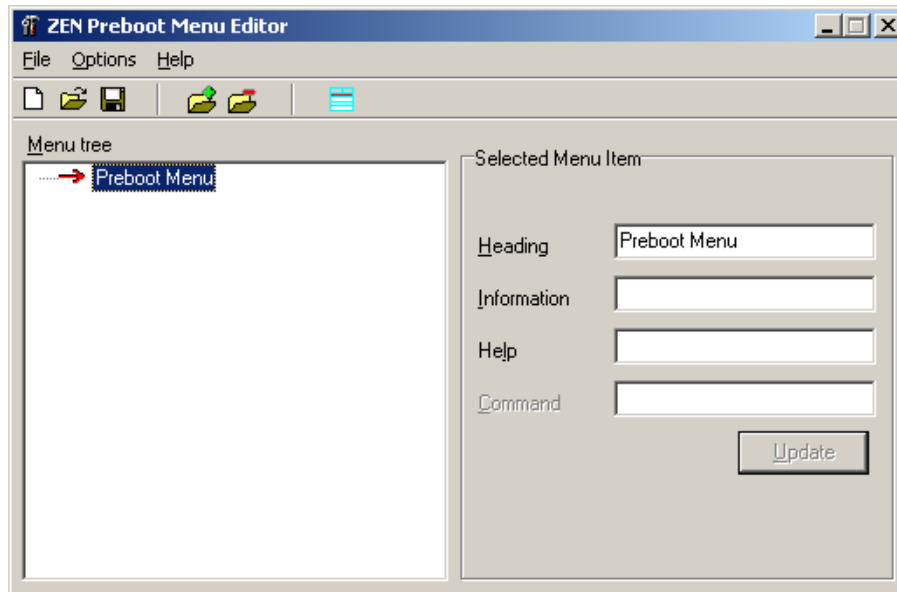 ZEN Preboot Menu Editor
File Options Help
Menu tree
Preboot Menu
Selected Menu Item
Heading Preboot Menu
Information
Help
Command
Update